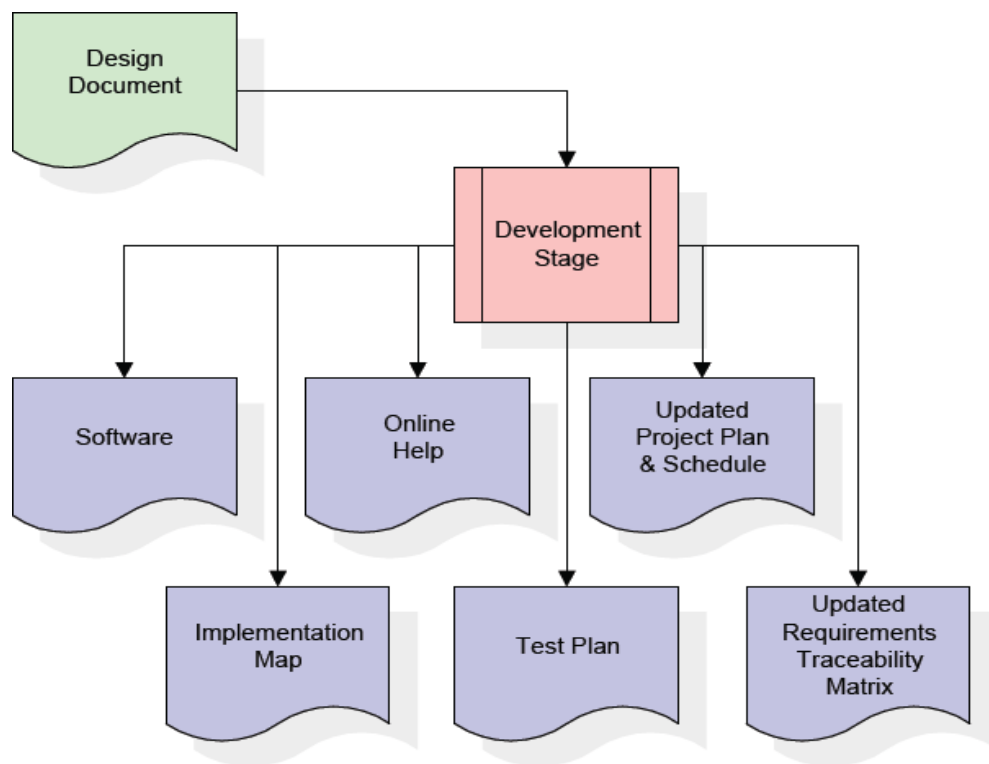 Design
Document
Development
Stage
Software
Online
Help
Updated
Project Plan
& Schedule
Implementation
Map
Test Plan
Updated
Requirements
Traceability
Matrix